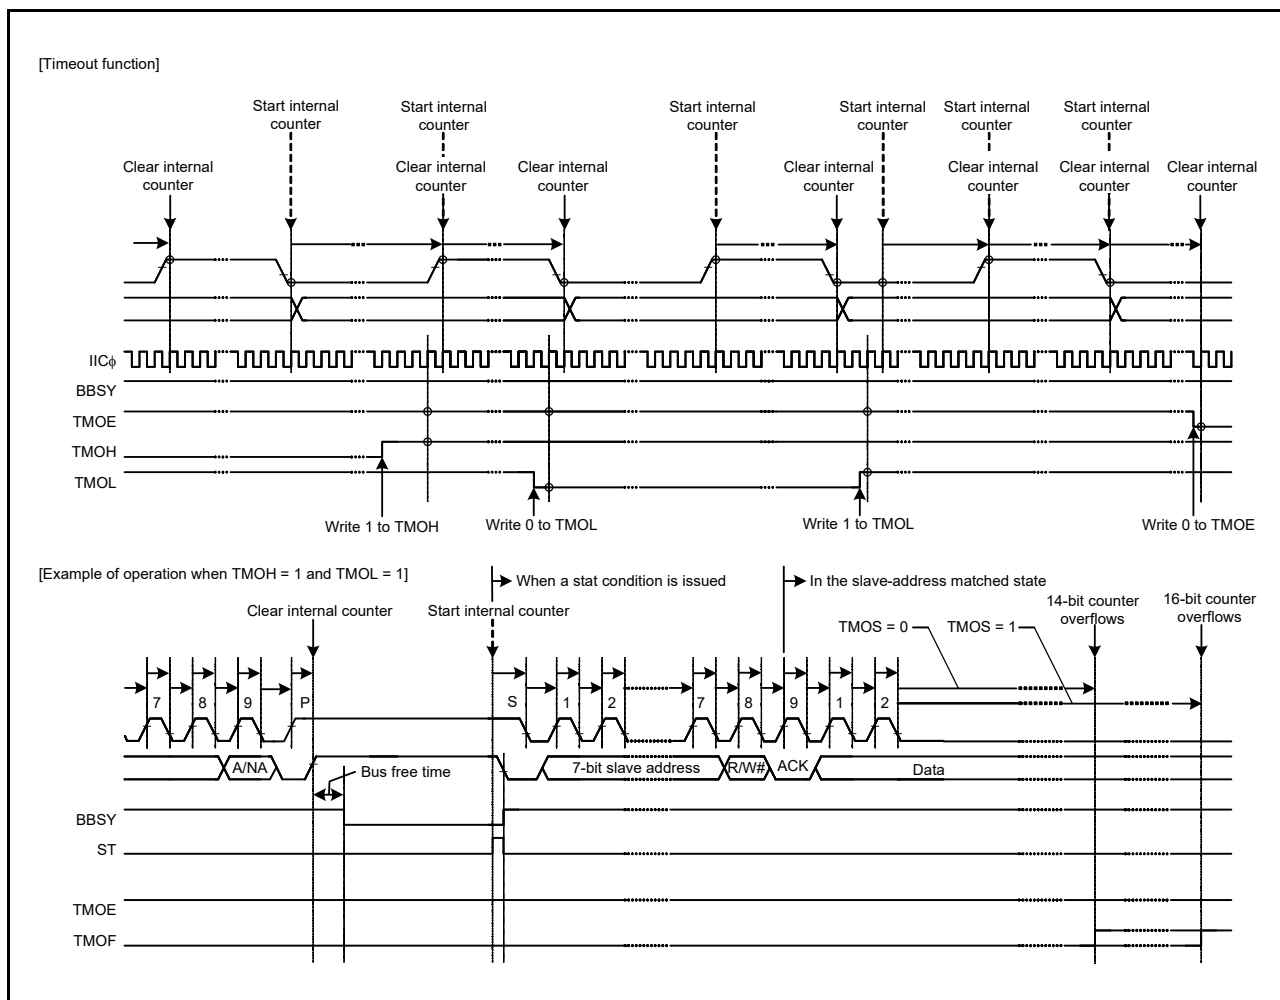 [Timeout function]
Start internal
counter
Start internal
counter
Start internal
counter
Start internal
counter
Start internal
counter
Start internal
counter
Clear internal
counter
Clear internal
counter
Clear internal
counter
Clear internal
counter
Clear internal
counter
Clear internal
counter
Clear internal
counter
IICϕ
BBSY
TMOE
TMOH
TMOL
Write 1 to TMOH
Write 0 to TMOL
Write 1 to TMOL
Write 0 to TMOE
[Example of operation when TMOH = 1 and TMOL = 1]
When a stat condition is issued
In the slave-address matched state
Clear internal counter
Start internal counter
TMOS = 0
TMOS = 1
14-bit counter
overflows
16-bit counter
overflows
7 8 9 P S 1 2 7 8 9 1 2
A/NA
Bus free time
7-bit slave address
R/W#
ACK
Data
BBSY
ST
TMOE
TMOF